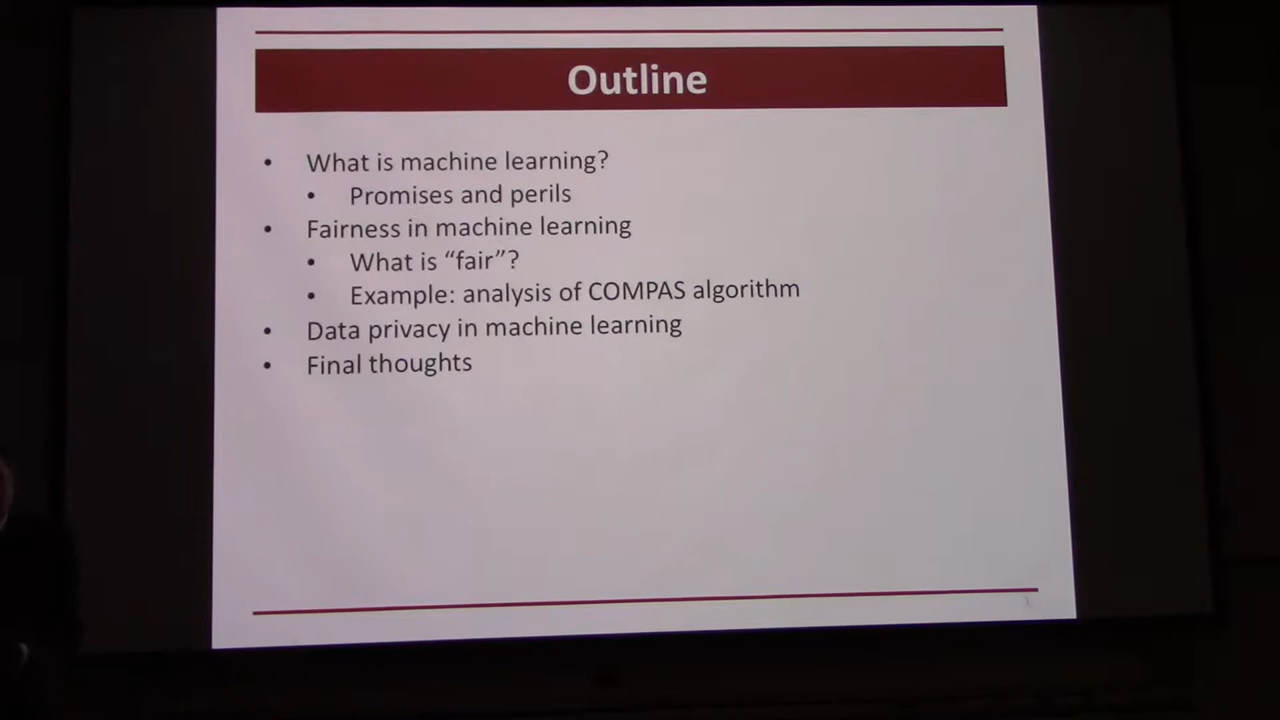 Outline
• What is machine learning?
• Promises and perils
• Fairness in machine learning
• What is “fair”?
• Example: analysis of COMPAS algorithm
• Data privacy in machine learning
• Final thoughts